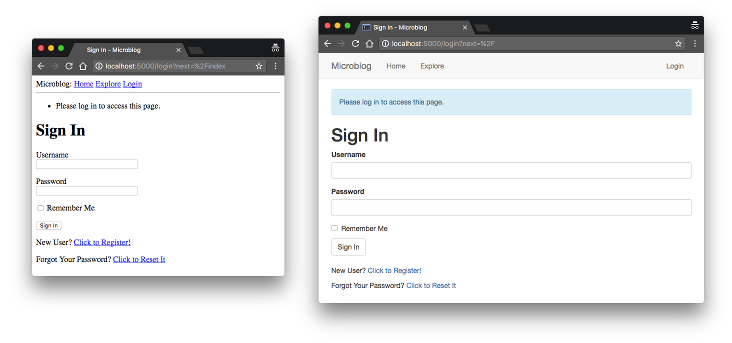 Sign In - Microblog
localhost:5000/login?next=%2Findex
Microblog: Home Explore Login
Please log in to access this page.
Sign In
Username
Password
Remember Me
Sign In
New User? Click to Register!
Forgot Your Password? Click to Reset It
Sign In - Microblog
localhost:5000/login?next=%2F
Microblog Home Explore Login
Please log in to access this page.
Sign In
Username
Password
Remember Me
Sign In
New User? Click to Register!
Forgot Your Password? Click to Reset It